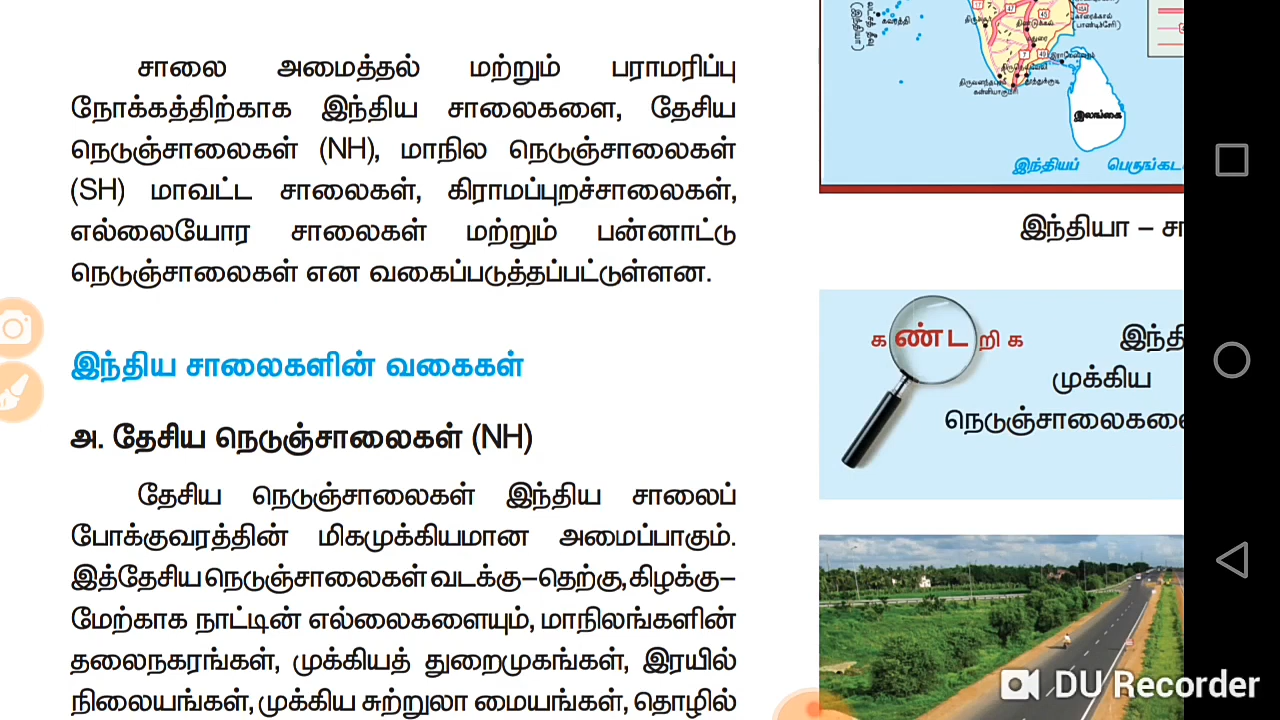 சாலை அமைத்தல் மற்றும் பராமரிப்பு
நோக்கத்திற்காக இந்திய சாலைகளை, தேசிய
நெடுஞ்சாலைகள் (NH), மாநில நெடுஞ்சாலைகள்
(SH) மாவட்ட சாலைகள், கிராமப்புறச்சாலைகள்,
எல்லையோர சாலைகள் மற்றும் பன்னாட்டு
நெடுஞ்சாலைகள் என வகைப்படுத்தப்பட்டுள்ளன.
இந்திய சாலைகளின் வகைகள்
அ. தேசிய நெடுஞ்சாலைகள் (NH)
தேசிய நெடுஞ்சாலைகள் இந்திய சாலைப்
போக்குவரத்தின் மிகமுக்கியமான அமைப்பாகும்.
இத்தேசிய நெடுஞ்சாலைகள் வடக்கு–தெற்கு, கிழக்கு–
மேற்காக நாட்டின் எல்லைகளையும், மாநிலங்களின்
தலைநகரங்கள், முக்கியத் துறைமுகங்கள், இரயில்
நிலையங்கள், முக்கிய சுற்றுலா மையங்கள், தொழில்
கவரத்தி
இலங்கை
இந்தியப்
இந்தியா –
கண்டறிக
முக்கிய
DU Recorder